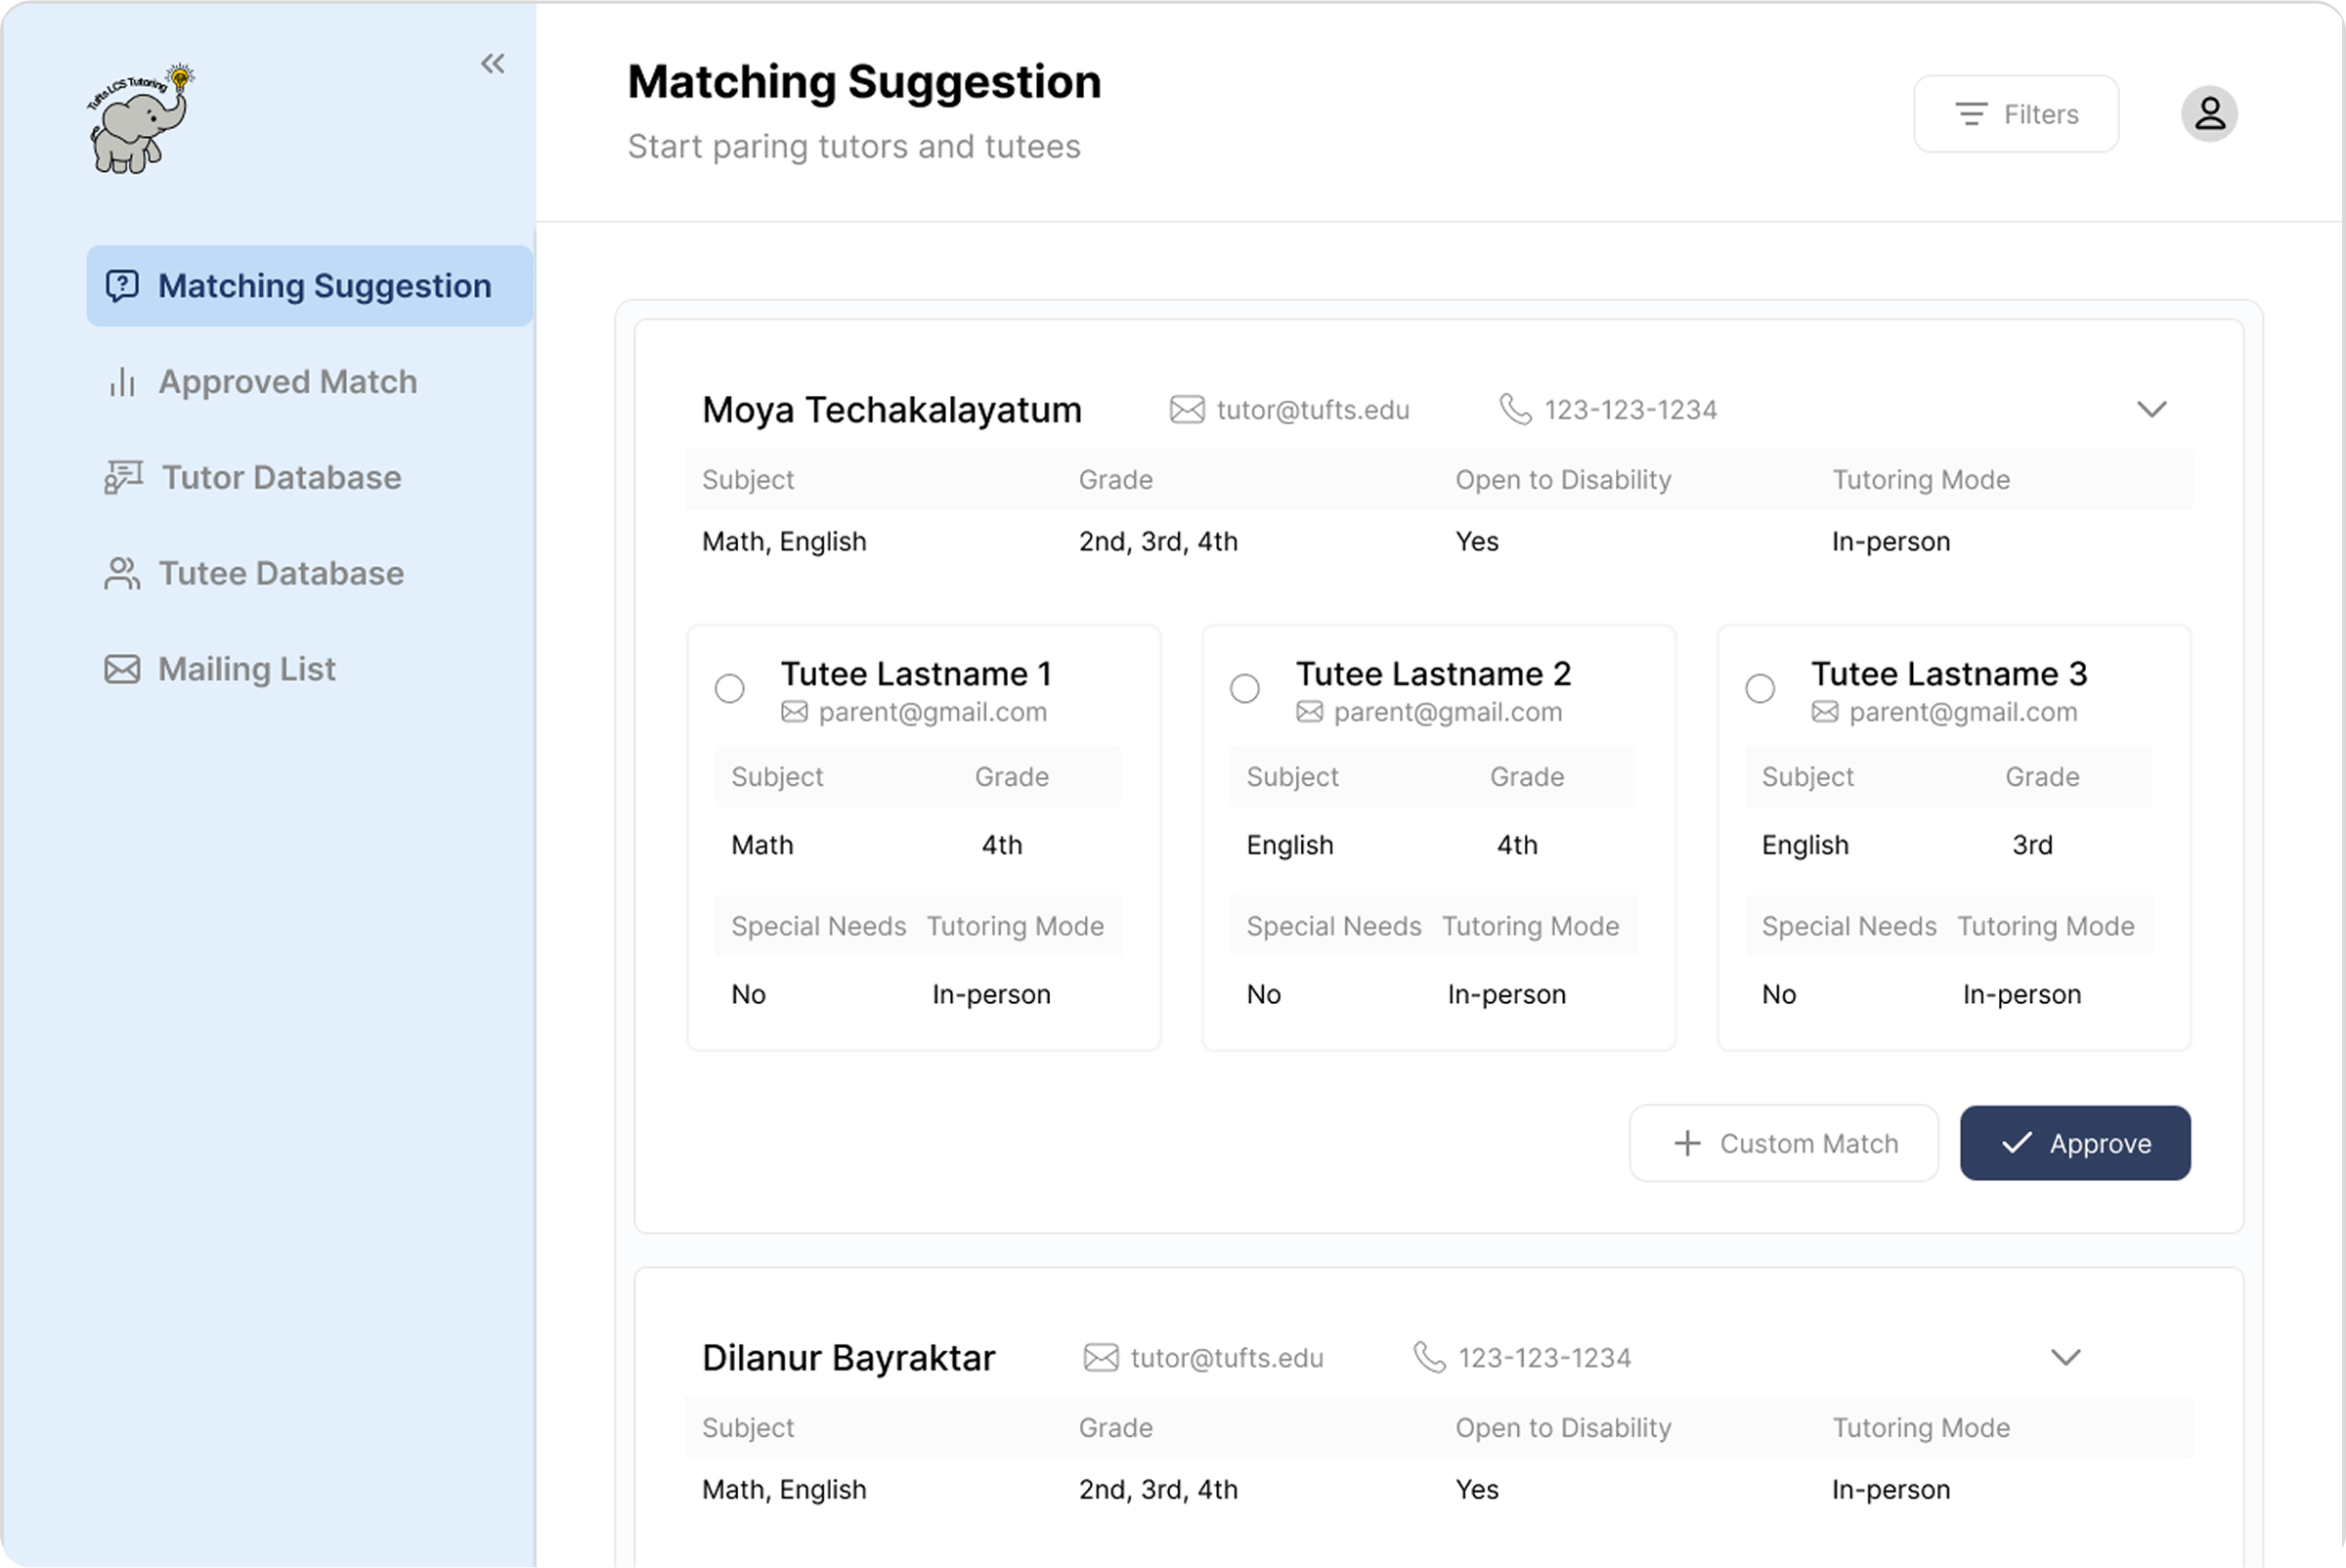 Tufts LCS Tutoring
Matching Suggestion
Approved Match
Tutor Database
Tutee Database
Mailing List
Matching Suggestion
Start paring tutors and tutees
Filters
Moya Techakalayatum tutor@tufts.edu 123-123-1234
Subject Grade Open to Disability Tutoring Mode
Math, English 2nd, 3rd, 4th Yes In-person
Tutee Lastname 1
parent@gmail.com
Subject Grade
Math 4th
Special Needs Tutoring Mode
No In-person
Tutee Lastname 2
parent@gmail.com
Subject Grade
English 4th
Special Needs Tutoring Mode
No In-person
Tutee Lastname 3
parent@gmail.com
Subject Grade
English 3rd
Special Needs Tutoring Mode
No In-person
Custom Match
Approve
Dilanur Bayraktar tutor@tufts.edu 123-123-1234
Subject Grade Open to Disability Tutoring Mode
Math, English 2nd, 3rd, 4th Yes In-person